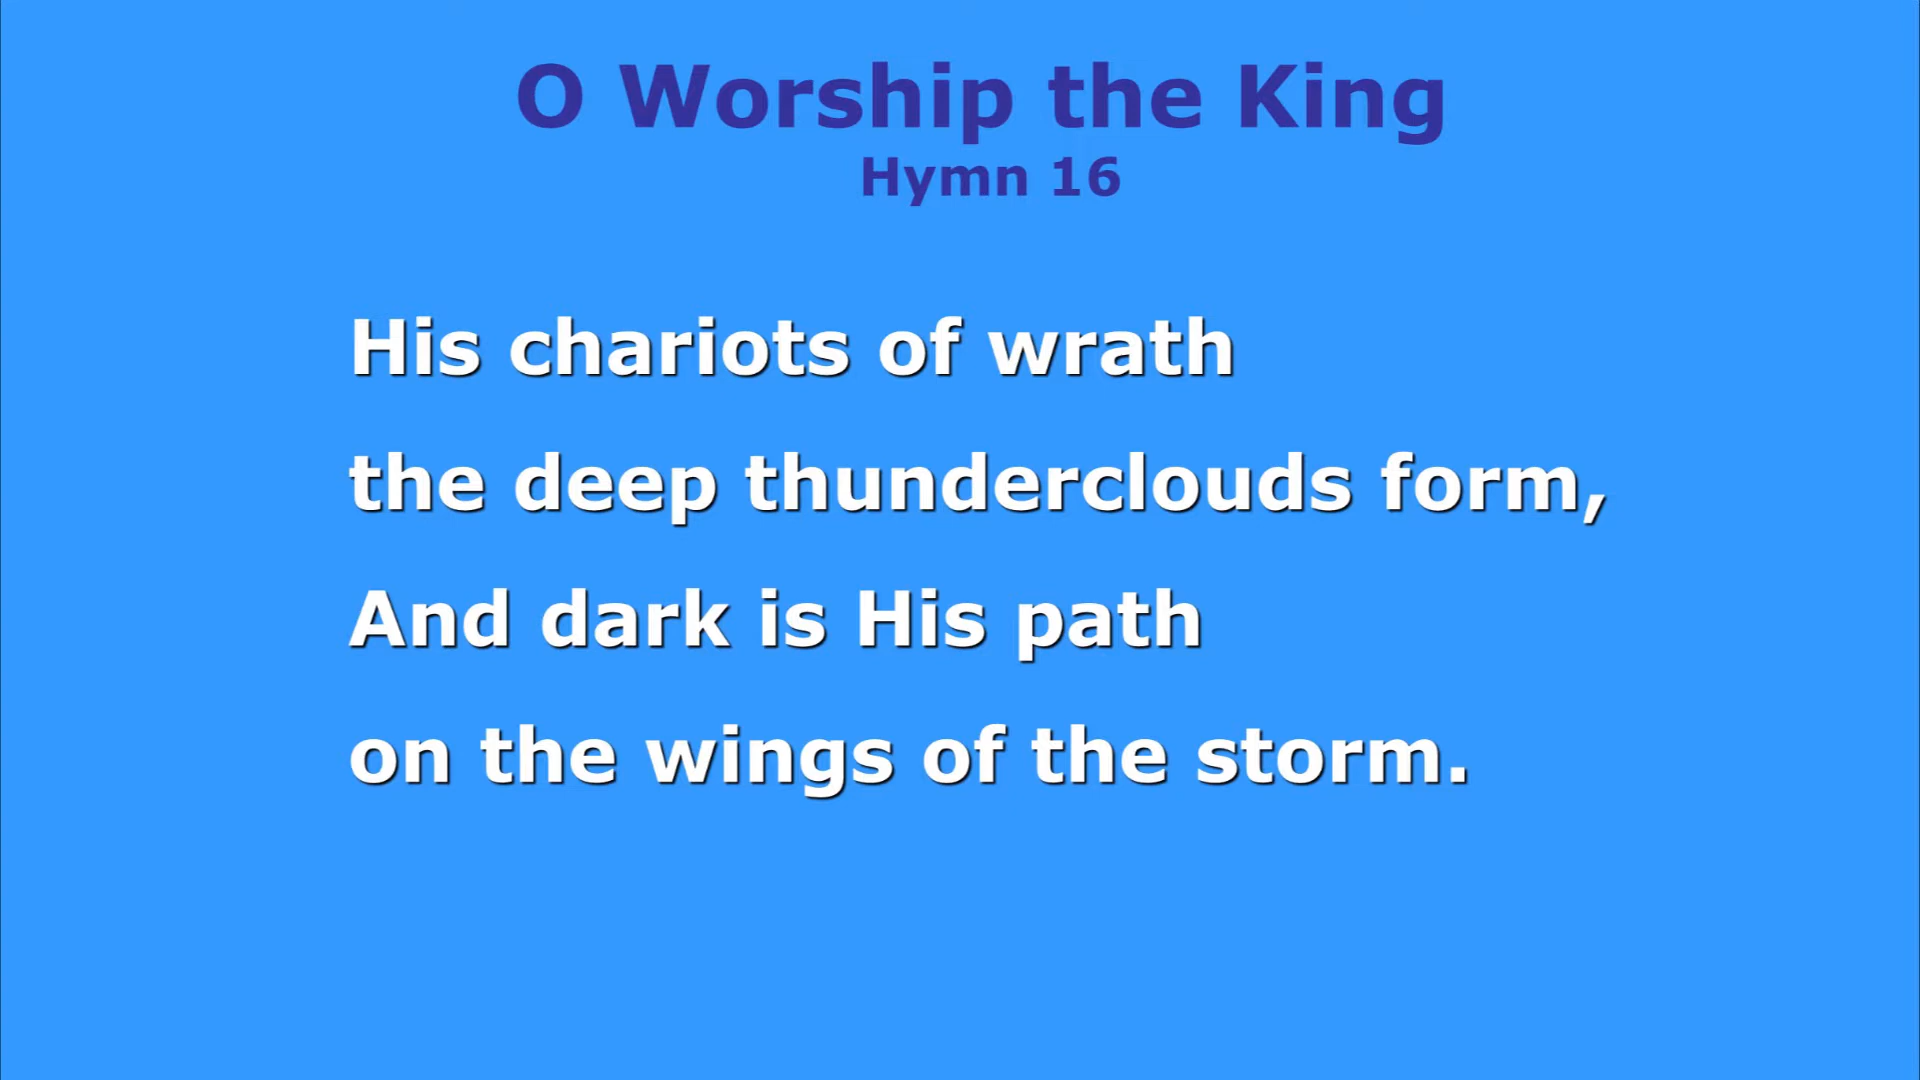 O Worship the King
Hymn 16
His chariots of wrath
the deep thunderclouds form,
And dark is His path
on the wings of the storm.